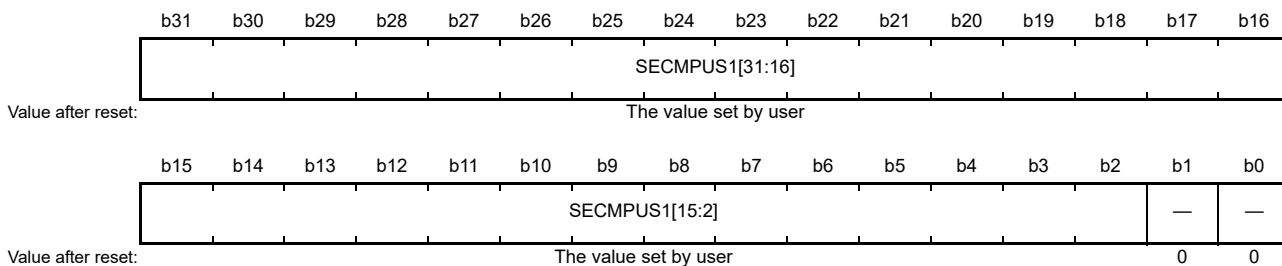 b31 b30 b29 b28 b27 b26 b25 b24 b23 b22 b21 b20 b19 b18 b17 b16
SECMPUS1[31:16]
Value after reset: The value set by user
b15 b14 b13 b12 b11 b10 b9 b8 b7 b6 b5 b4 b3 b2 b1 b0
SECMPUS1[15:2] — —
Value after reset: The value set by user 0 0